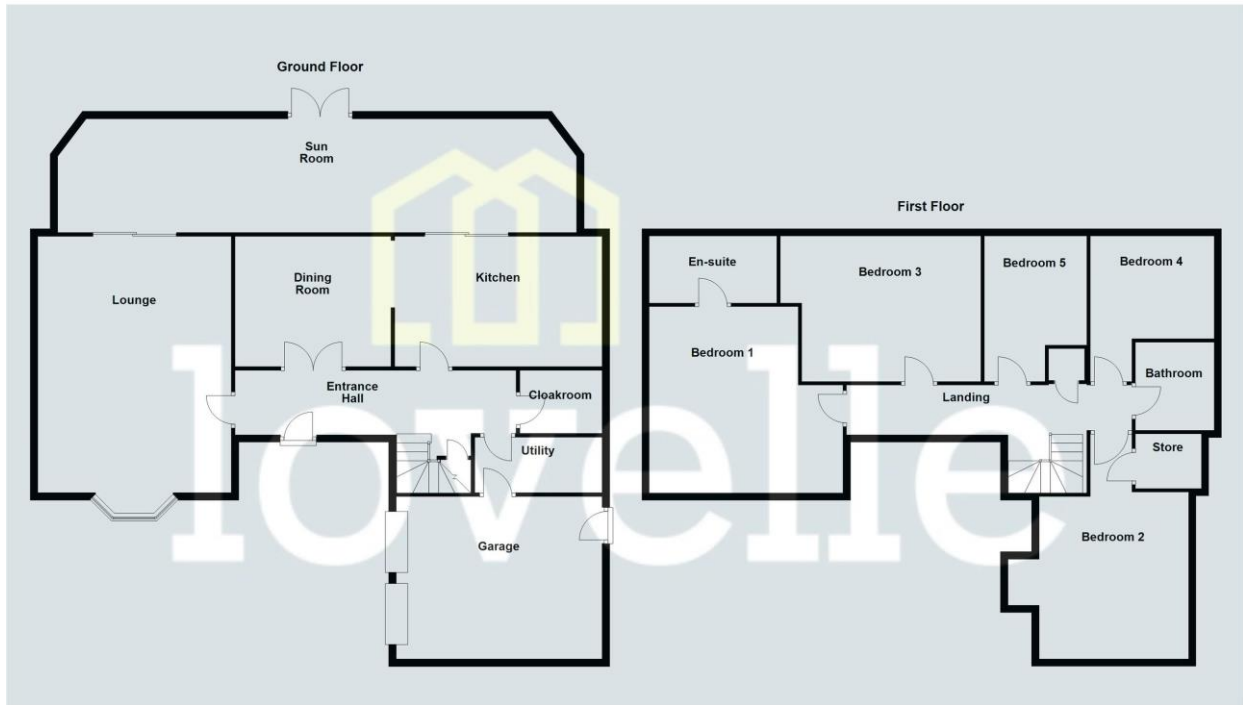 Ground Floor
Sun
Room
Lounge
Dining
Room
Kitchen
Entrance
Hall
Cloakroom
Utility
Garage
First Floor
En-suite
Bedroom 3
Bedroom 5
Bedroom 4
Bedroom 1
Bathroom
Landing
Store
Bedroom 2
lovelle